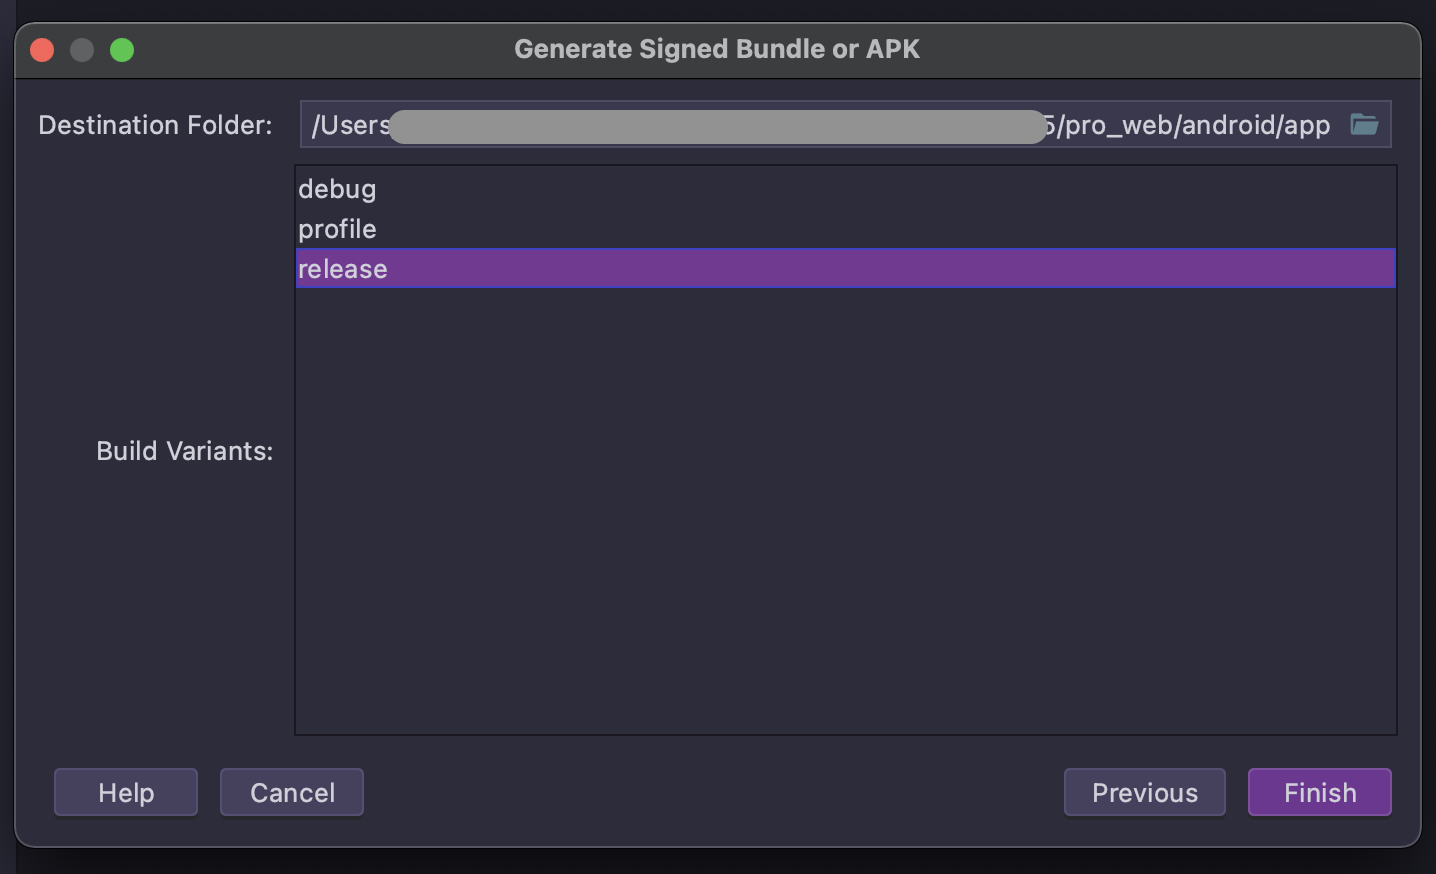 Generate Signed Bundle or APK
Destination Folder: /Users 5/pro_web/android/app
debug
profile
release
Build Variants:
Help Cancel Previous Finish